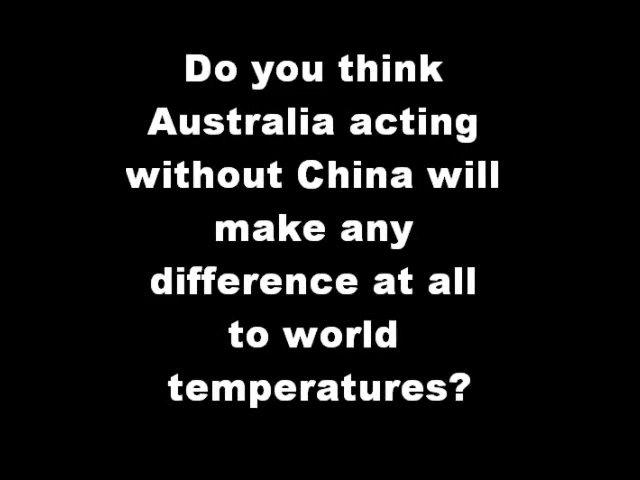 Do you think
Australia acting
without China will
make any
difference at all
to world
temperatures?